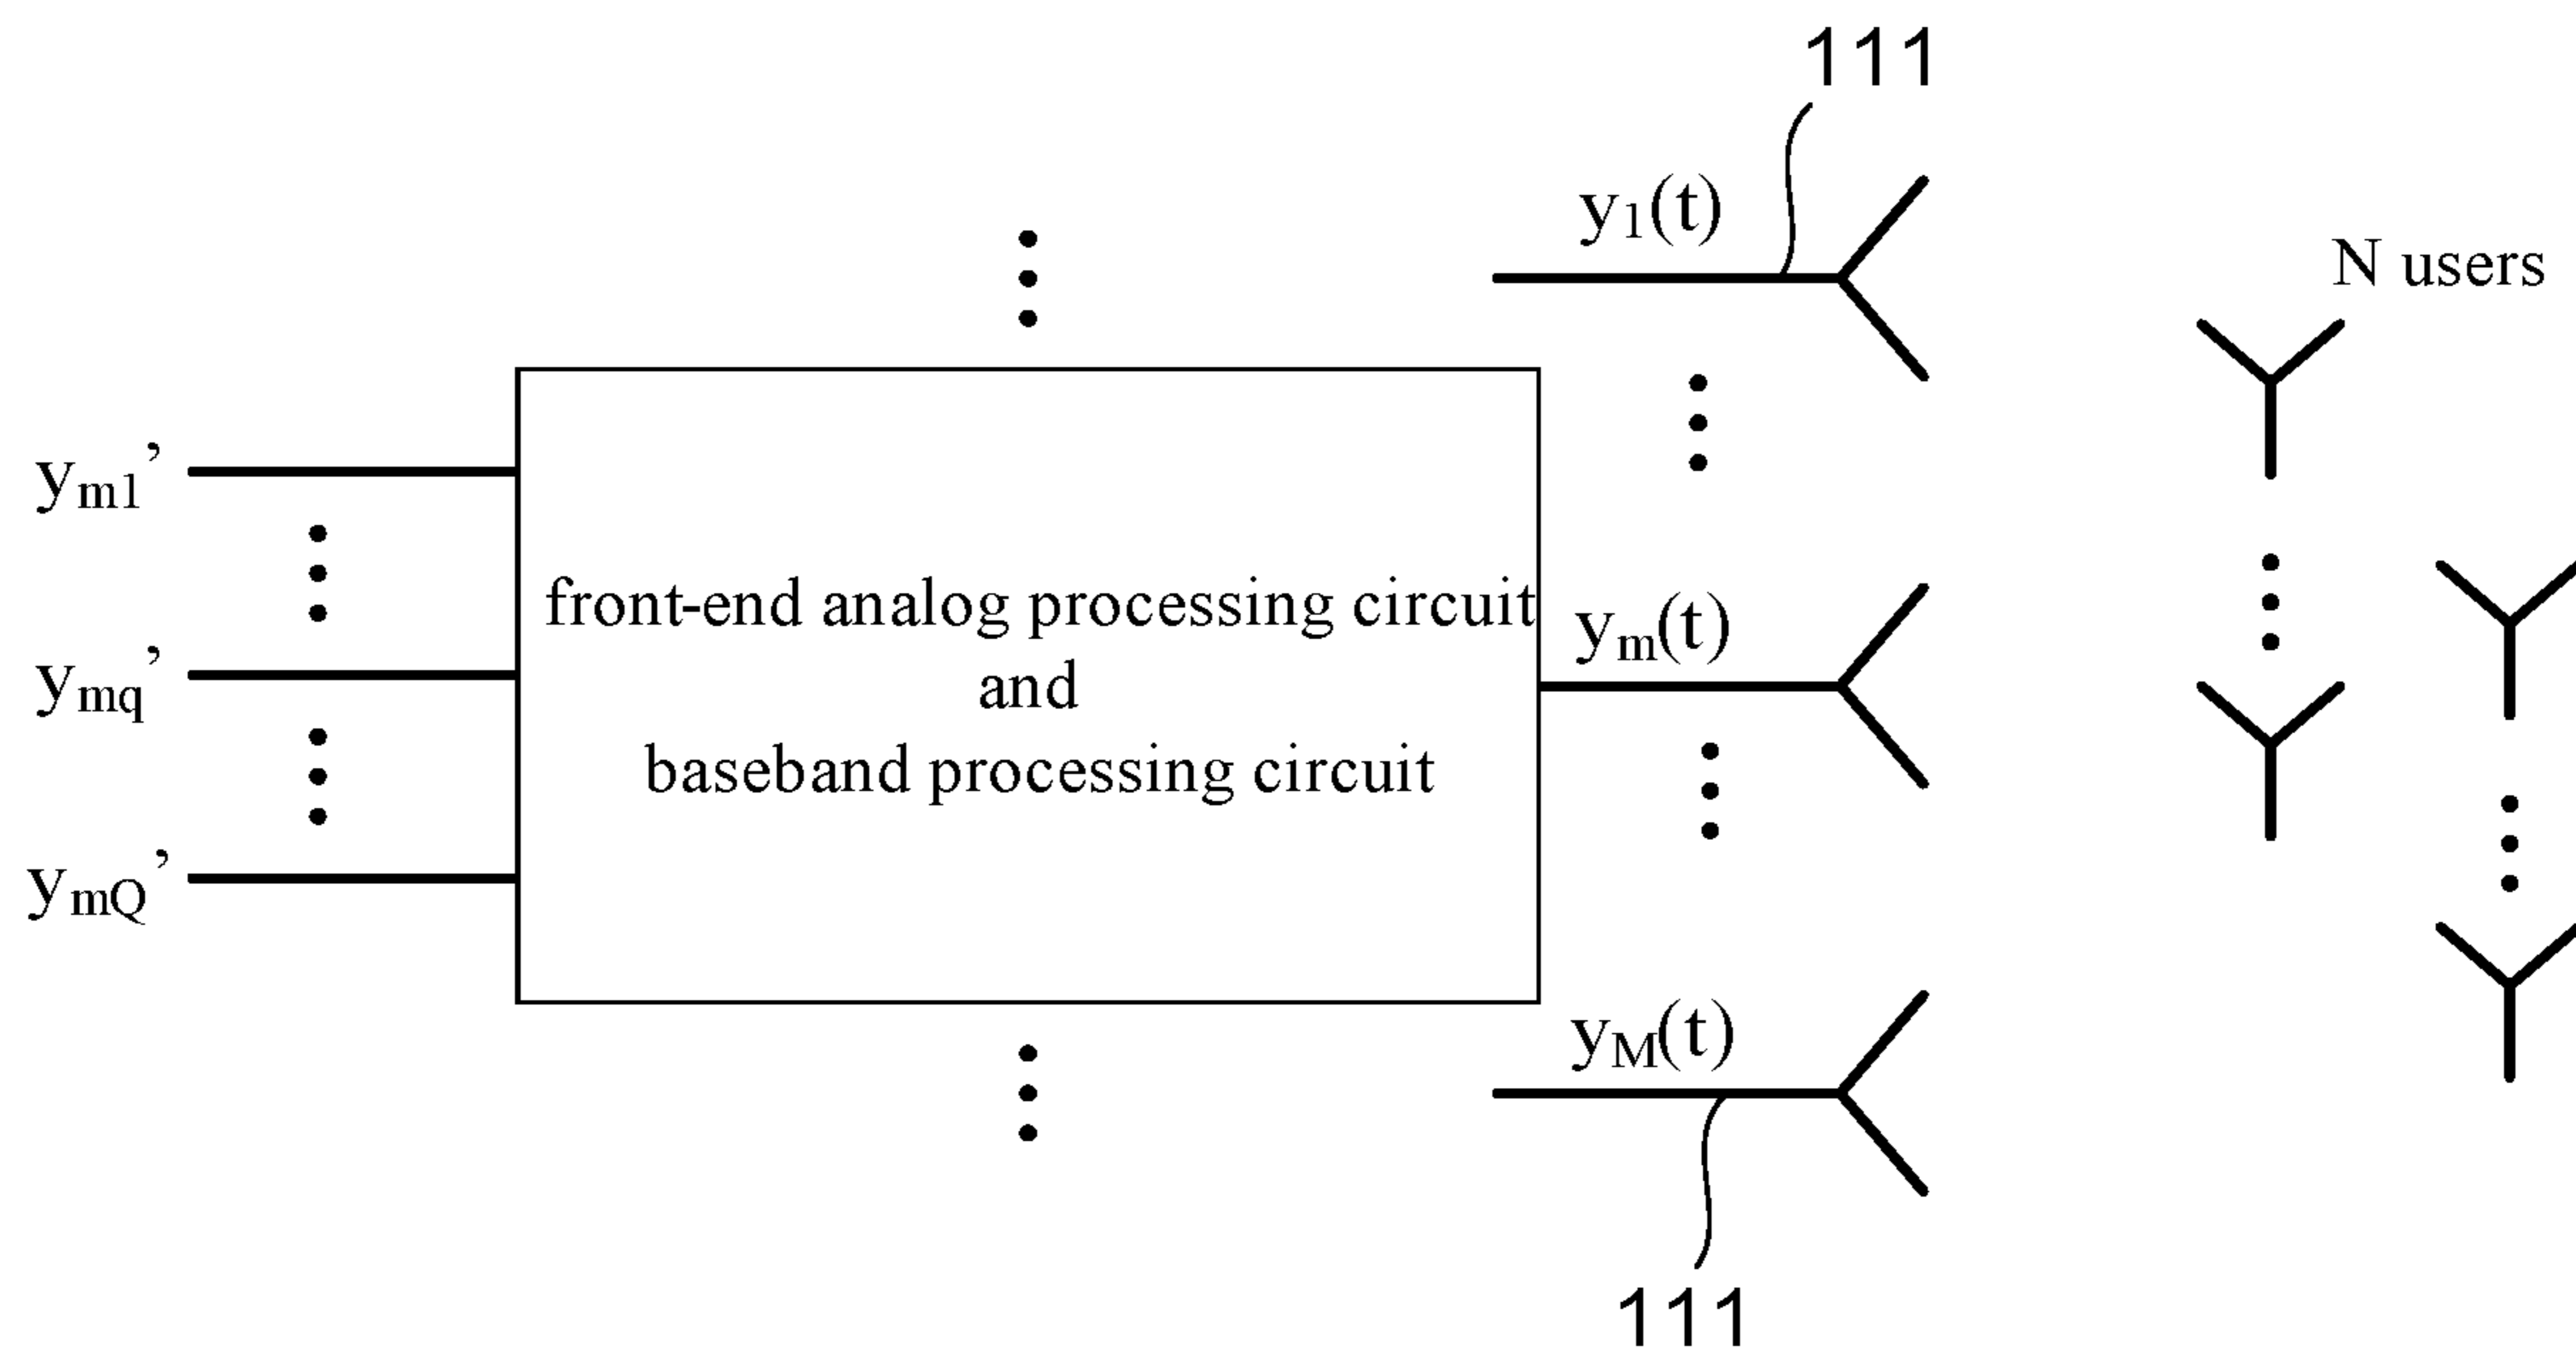 111
y₁(t)
N users
yₘ₁’
front-end analog processing circuit
yₘ(t)
ymq’
and
baseband processing circuit
ymQ’
yM(t)
111